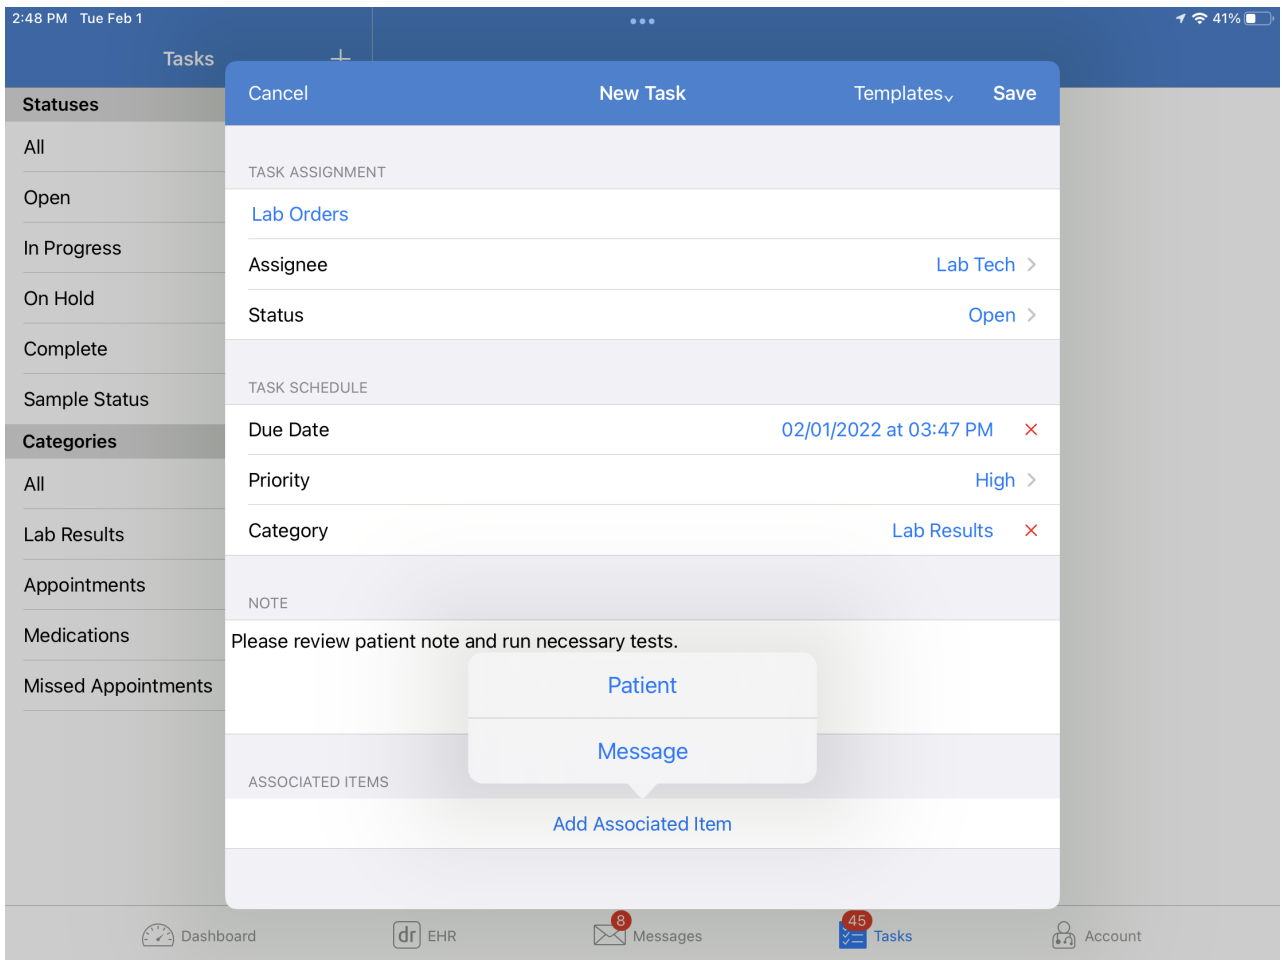 2:48 PM Tue Feb 1
41%
Tasks
Cancel
New Task
Templates
Save
Statuses
All
Open
In Progress
On Hold
Complete
Sample Status
Categories
All
Lab Results
Appointments
Medications
Missed Appointments
TASK ASSIGNMENT
Lab Orders
Assignee Lab Tech
Status Open
TASK SCHEDULE
Due Date 02/01/2022 at 03:47 PM
Priority High
Category Lab Results
NOTE
Please review patient note and run necessary tests.
Patient
Message
ASSOCIATED ITEMS
Add Associated Item
Dashboard
dr EHR
8 Messages
45 Tasks
Account